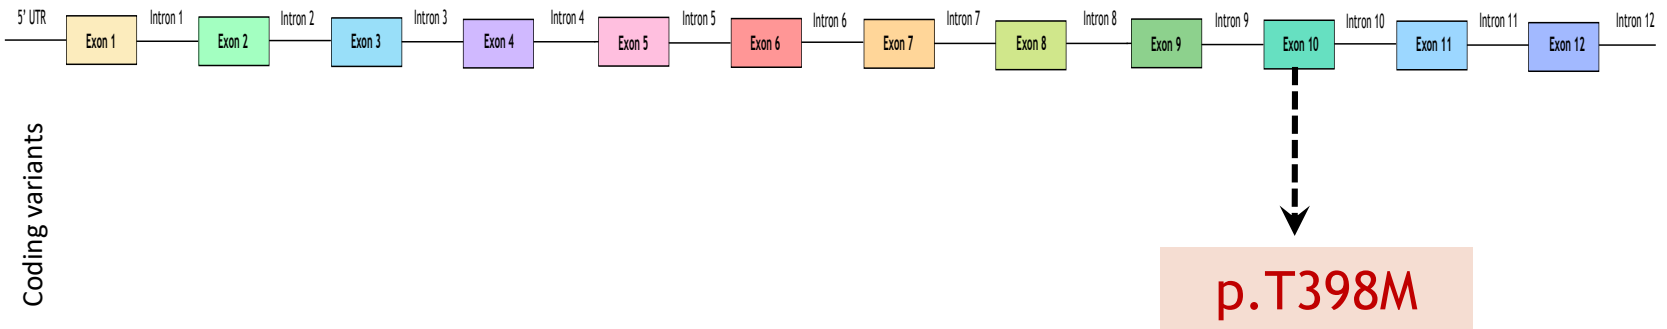 5' UTR Intron 1 Intron 2 Intron 3 Intron 4 Intron 5 Intron 6 Intron 7 Intron 8 Intron 9 Intron 10 Intron 11 Intron 12
Exon 1 Exon 2 Exon 3 Exon 4 Exon 5 Exon 6 Exon 7 Exon 8 Exon 9 Exon 10 Exon 11 Exon 12
Coding variants
p.T398M